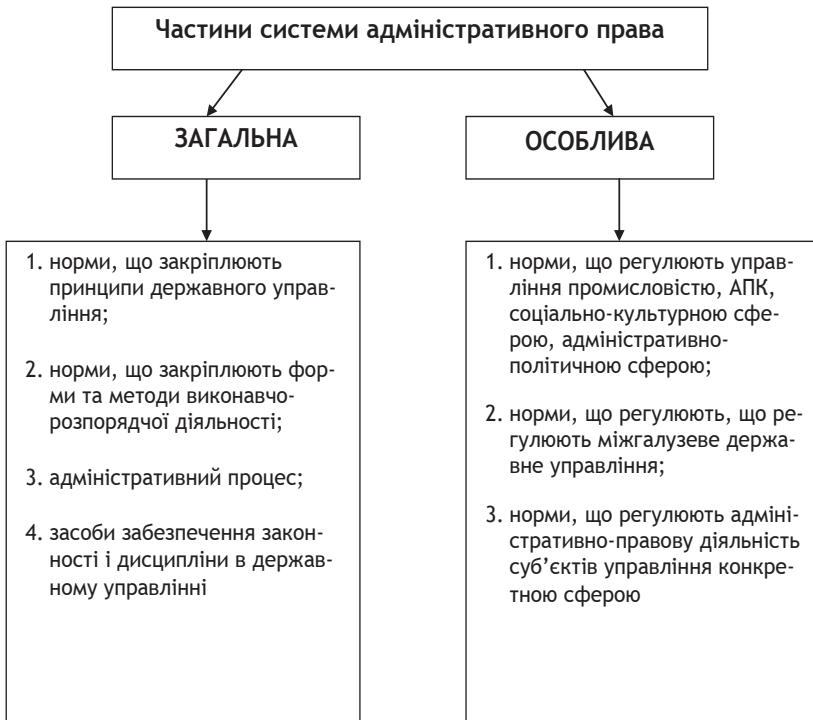 Частини системи адміністративного права
ЗАГАЛЬНА
1. норми, що закріплюють
принципи державного управ-
ління;
2. норми, що закріплюють фор-
ми та методи виконавчо-
розпорядчої діяльності;
3. адміністративний процес;
4. засоби забезпечення закон-
ності і дисципліни в держав-
ному управлінні
ОСОБЛИВА
1. норми, що регулюють управ-
ління промисловістю, АПК,
соціально-культурною сфе-
рою, адміністративно-
політичною сферою;
2. норми, що регулюють, що ре-
гулюють міжгалузеве держа-
вне управління;
3. норми, що регулюють адміні-
стративно-правову діяльність
суб’єктів управління конкре-
тною сферою